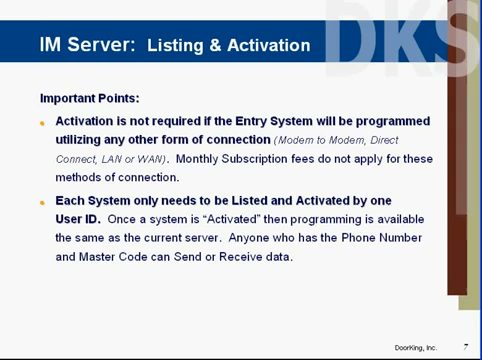 DKS
IM Server: Listing & Activation
Important Points:
Activation is not required if the Entry System will be programmed
utilizing any other form of connection (Modem to Modem, Direct
Connect, LAN or WAN). Monthly Subscription fees do not apply for these
methods of connection.
Each System only needs to be Listed and Activated by one
User ID. Once a system is “Activated” then programming is available
the same as the current server. Anyone who has the Phone Number
and Master Code can Send or Receive data.
DoorKing, Inc. 7